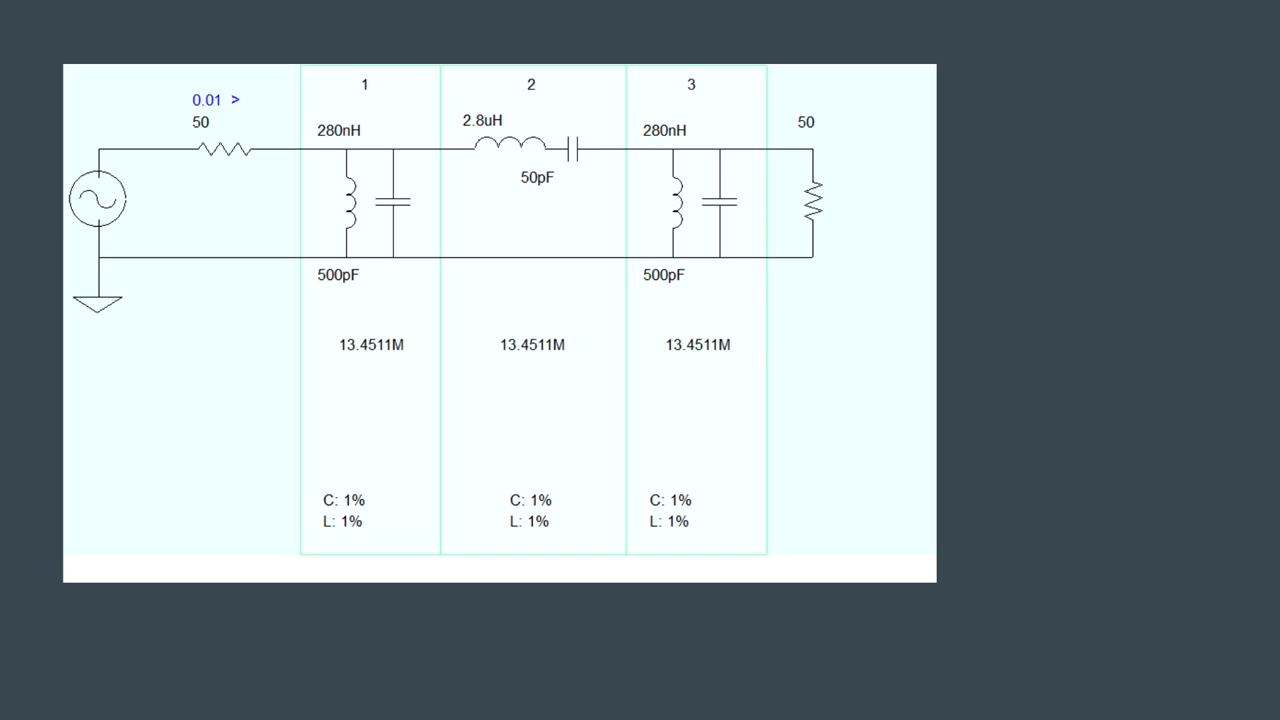 1
2
3
0.01 >
50
280nH
2.8uH
280nH
50
50pF
500pF
500pF
13.4511M
13.4511M
13.4511M
C: 1%
L: 1%
C: 1%
L: 1%
C: 1%
L: 1%